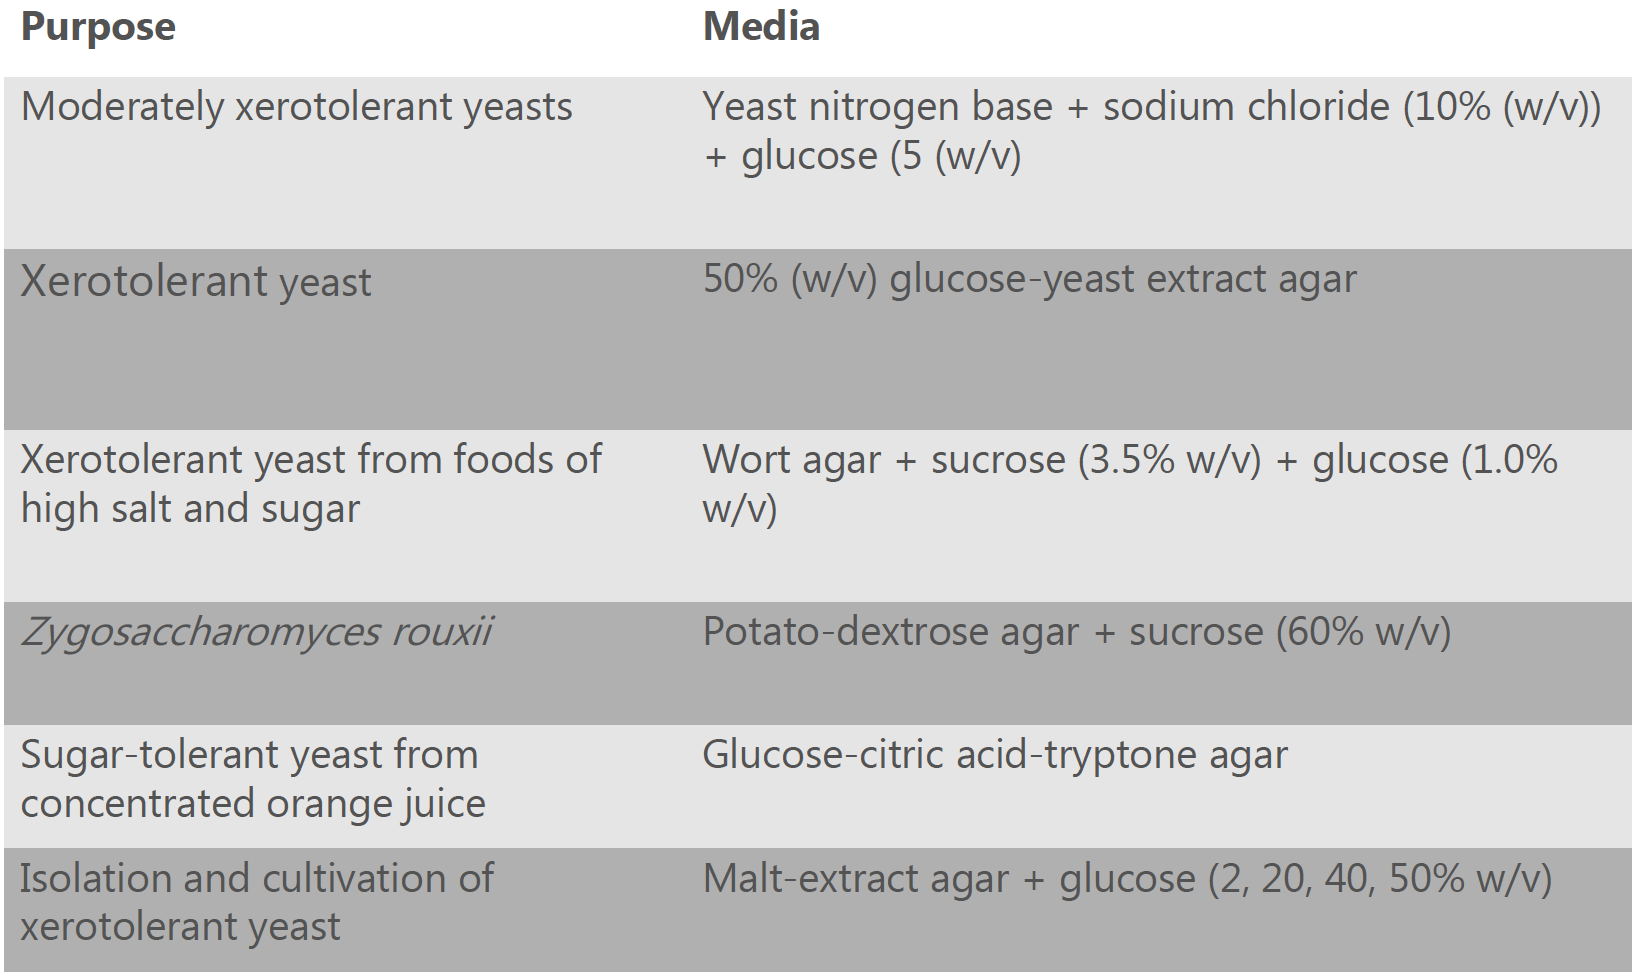 Purpose Media
Moderately xerotolerant yeasts Yeast nitrogen base + sodium chloride (10% (w/v))
+ glucose (5 (w/v)
Xerotolerant yeast 50% (w/v) glucose-yeast extract agar
Xerotolerant yeast from foods of Wort agar + sucrose (3.5% w/v) + glucose (1.0%
high salt and sugar w/v)
Zygosaccharomyces rouxii Potato-dextrose agar + sucrose (60% w/v)
Sugar-tolerant yeast from Glucose-citric acid-tryptone agar
concentrated orange juice
Isolation and cultivation of Malt-extract agar + glucose (2, 20, 40, 50% w/v)
xerotolerant yeast